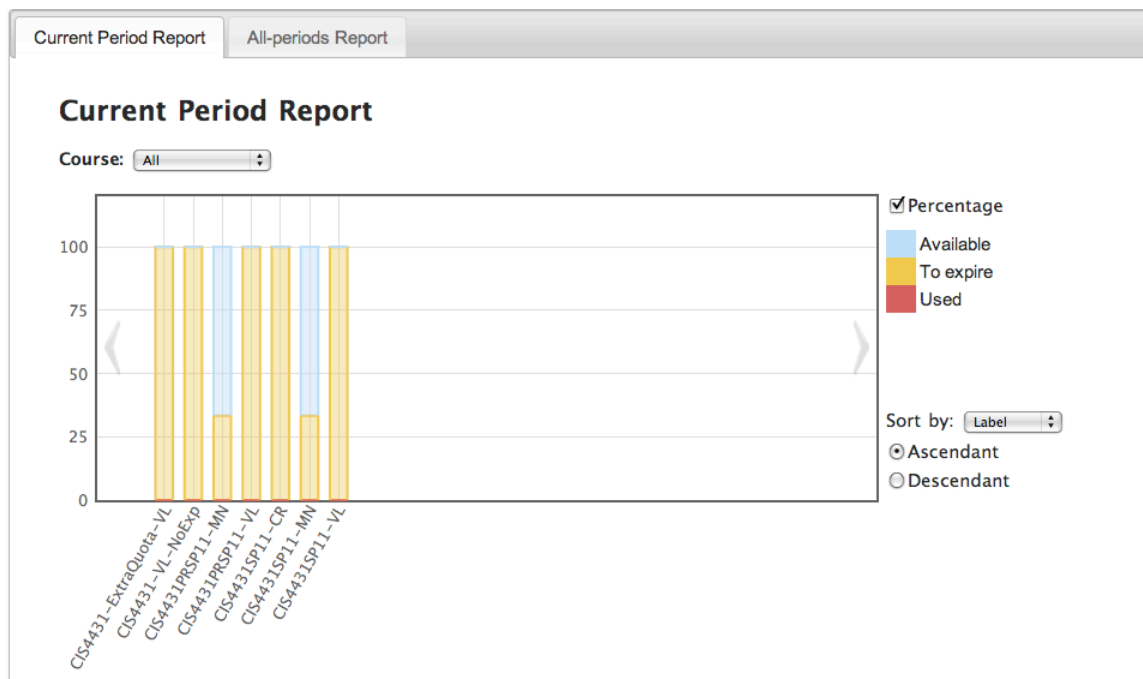 Current Period Report
All-periods Report
Current Period Report
Course: All
Percentage
Available
To expire
Used
100
75
50
25
0
Sort by: Label
Ascendant
Descendant
CIS4431-ExtraQuota-VL
CIS4431-VL-NoExp
CIS4431PRSP11-MN
CIS4431PRSP11-VL
CIS4431SP11-CR
CIS4431SP11-MN
CIS4431SP11-VL